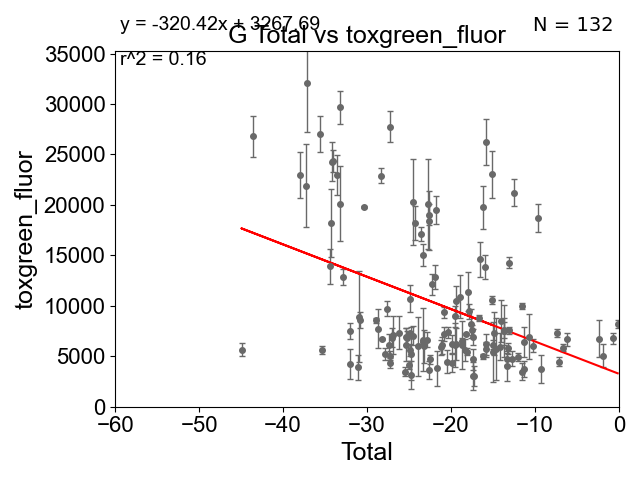 y = -320.42x + 3267.69
N = 132
G Total vs toxgreen_fluor
r^2 = 0.16
35000
30000
25000
20000
15000
10000
5000
0
toxgreen_fluor
−60
−50
−40
−30
−20
−10
0
Total